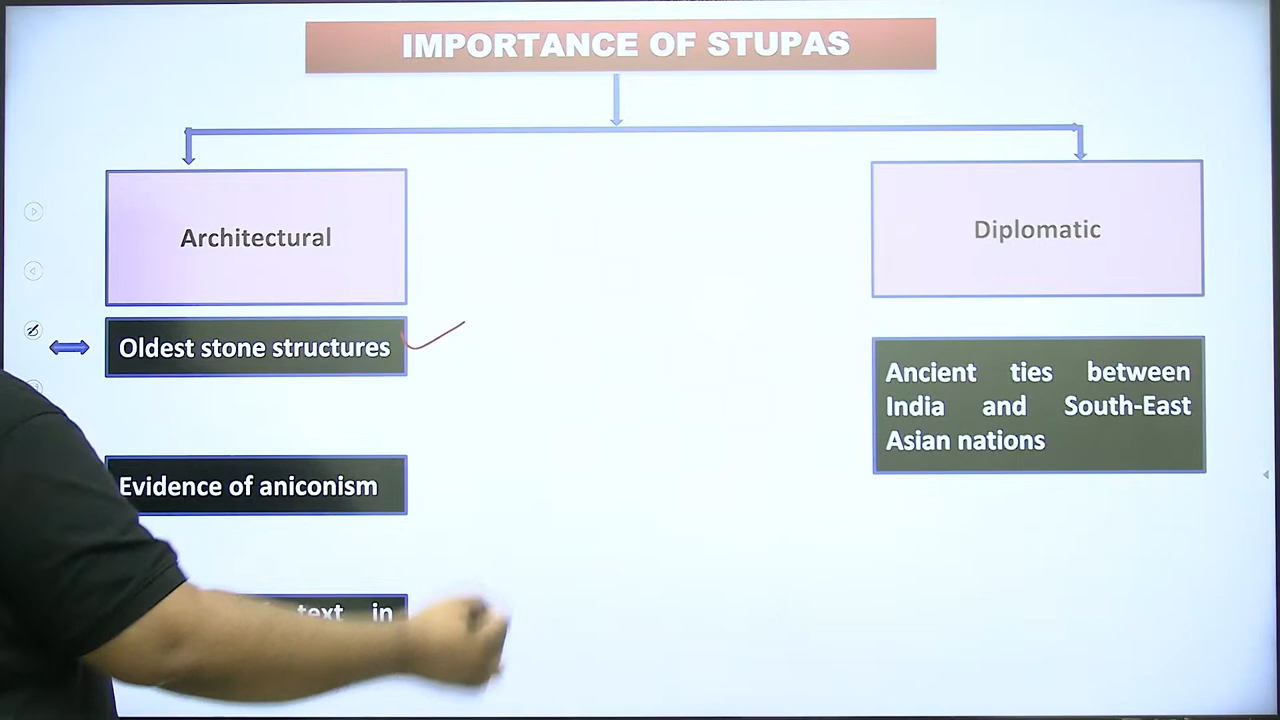 IMPORTANCE OF STUPAS
Architectural
Diplomatic
Oldest stone structures
Ancient ties between
India and South-East
Asian nations
Evidence of aniconism
text in